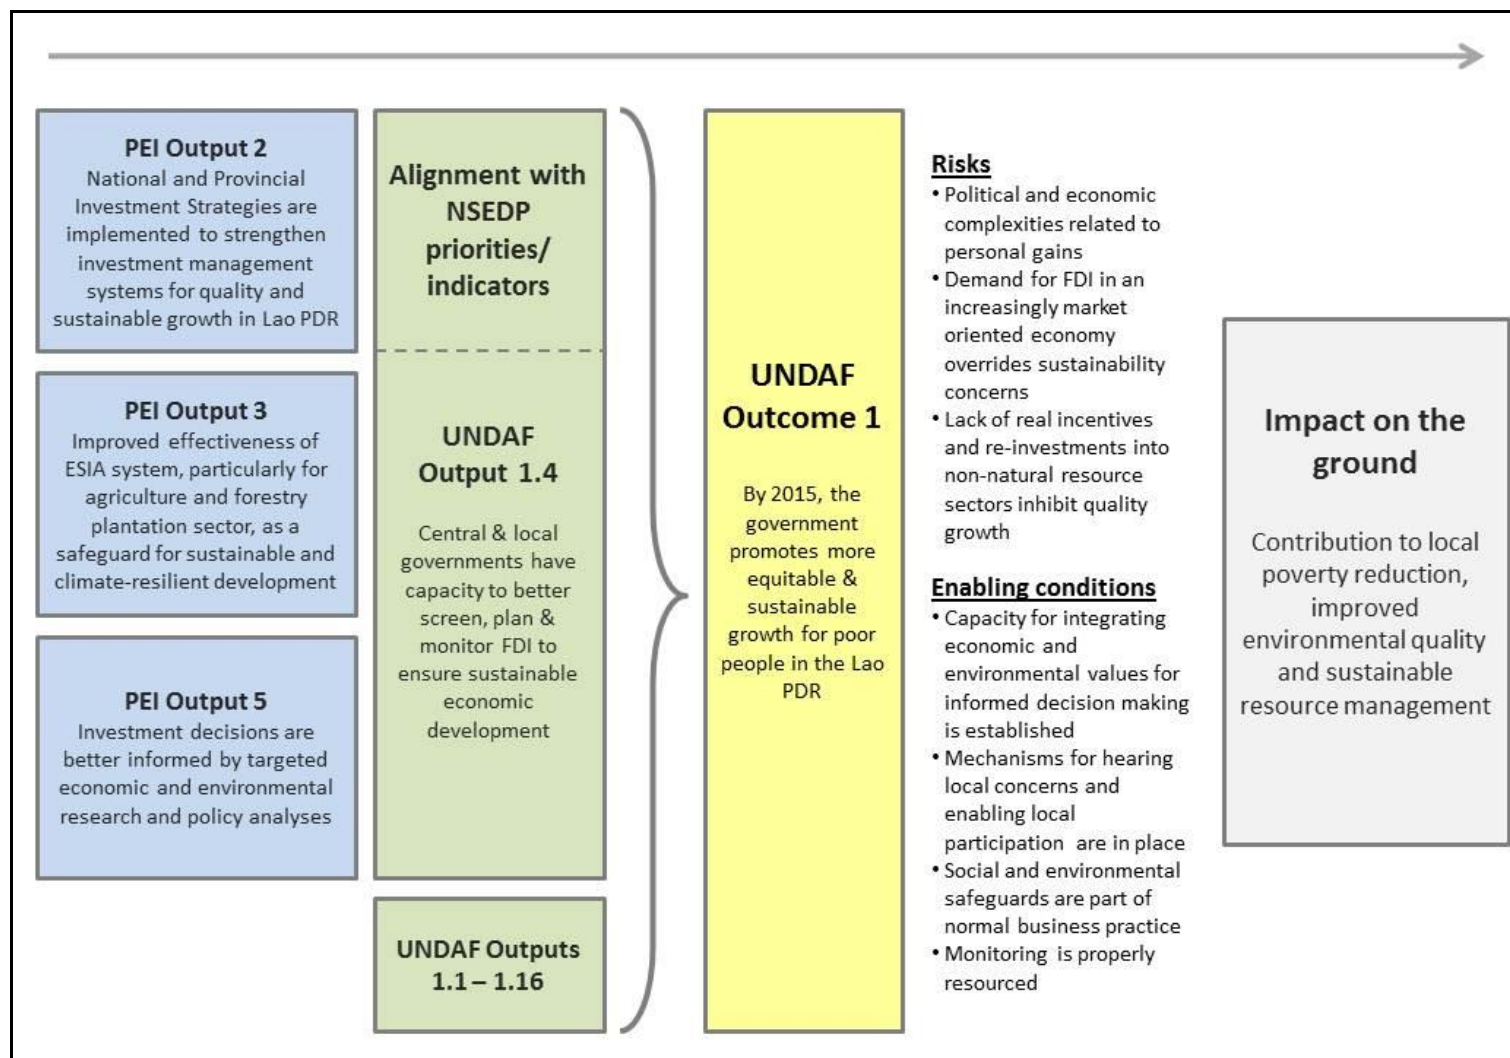 PEI Output 2
National and Provincial
Investment Strategies are
implemented to strengthen
investment management
systems for quality and
sustainable growth in Lao PDR
PEI Output 3
Improved effectiveness of
ESIA system, particularly for
agriculture and forestry
plantation sector, as a
safeguard for sustainable and
climate-resilient development
PEI Output 5
Investment decisions are
better informed by targeted
economic and environmental
research and policy analyses
Alignment with
NSEDP
priorities/
indicators
UNDAF
Output 1.4
Central & local
governments have
capacity to better
screen, plan &
monitor FDI to
ensure sustainable
economic
development
UNDAF Outputs
1.1 – 1.16
UNDAF
Outcome 1
By 2015, the
government
promotes more
equitable &
sustainable
growth for poor
people in the Lao
PDR
Risks
• Political and economic
complexities related to
personal gains
• Demand for FDI in an
increasingly market
oriented economy
overrides sustainability
concerns
• Lack of real incentives
and re-investments into
non-natural resource
sectors inhibit quality
growth
Enabling conditions
• Capacity for integrating
economic and
environmental values for
informed decision making
is established
• Mechanisms for hearing
local concerns and
enabling local
participation are in place
• Social and environmental
safeguards are part of
normal business practice
• Monitoring is properly
resourced
Impact on the
ground
Contribution to local
poverty reduction,
improved
environmental quality
and sustainable
resource management